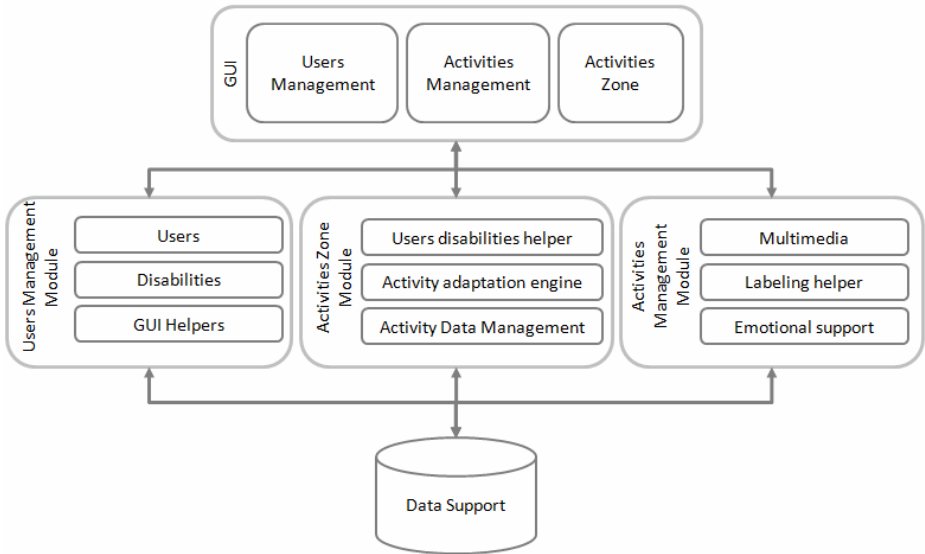 GUI
Users
Management
Activities
Management
Activities
Zone
Users Management
Module
Users
Disabilities
GUI Helpers
Activities Zone
Module
Users disabilities helper
Activity adaptation engine
Activity Data Management
Activities
Management
Module
Multimedia
Labeling helper
Emotional support
Data Support